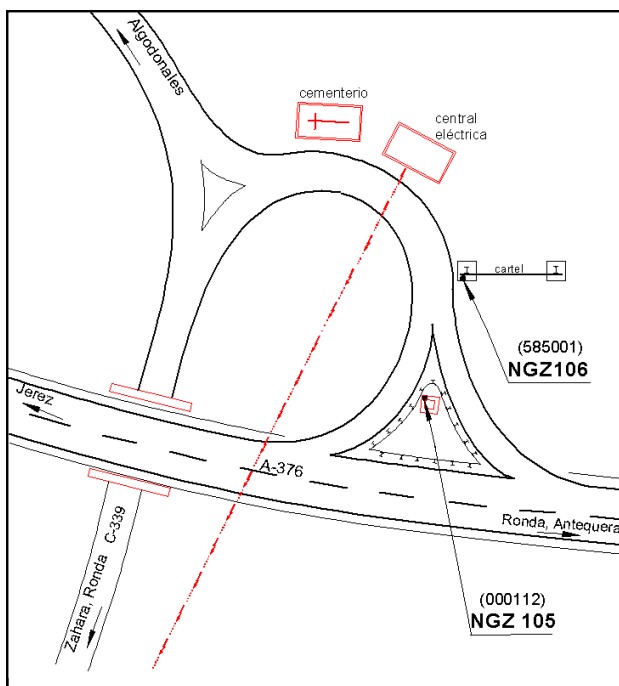 Algodonales
cementerio
central
eléctrica
cartel
(585001)
NGZ106
Jerez
A-376
Ronda, Antequera
Zahara, Ronda C-339
(000112)
NGZ 105